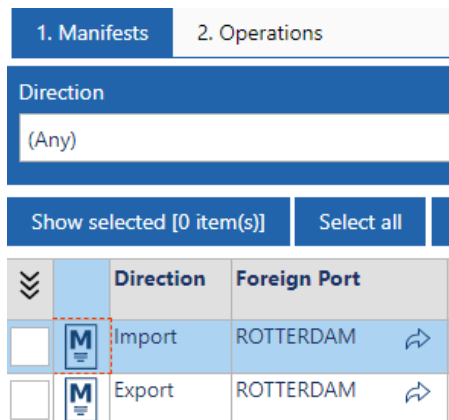 1. Manifests 2. Operations
Direction
(Any)
Show selected [0 item(s)] Select all
Direction Foreign Port
M Import ROTTERDAM
M Export ROTTERDAM